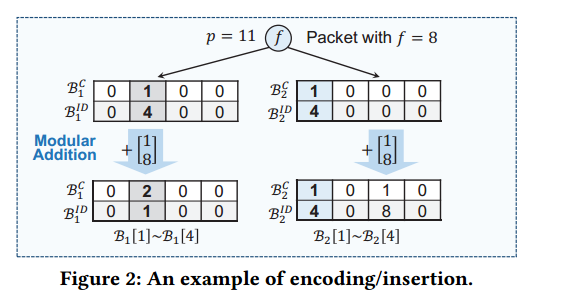 p = 11 f Packet with f = 8
ℬ₁ᶜ 0 1 0 0 ℬ₂ᶜ 1 0 0 0
ℬ₁ᴵᴰ 0 4 0 0 ℬ₂ᴵᴰ 4 0 0 0
Modular
Addition + [1 8] + [1 8]
ℬ₁ᶜ 0 2 0 0 ℬ₂ᶜ 1 0 1 0
ℬ₁ᴵᴰ 0 1 0 0 ℬ₂ᴵᴰ 4 0 8 0
ℬ₁[1]~ℬ₁[4] ℬ₂[1]~ℬ₂[4]
Figure 2: An example of encoding/insertion.